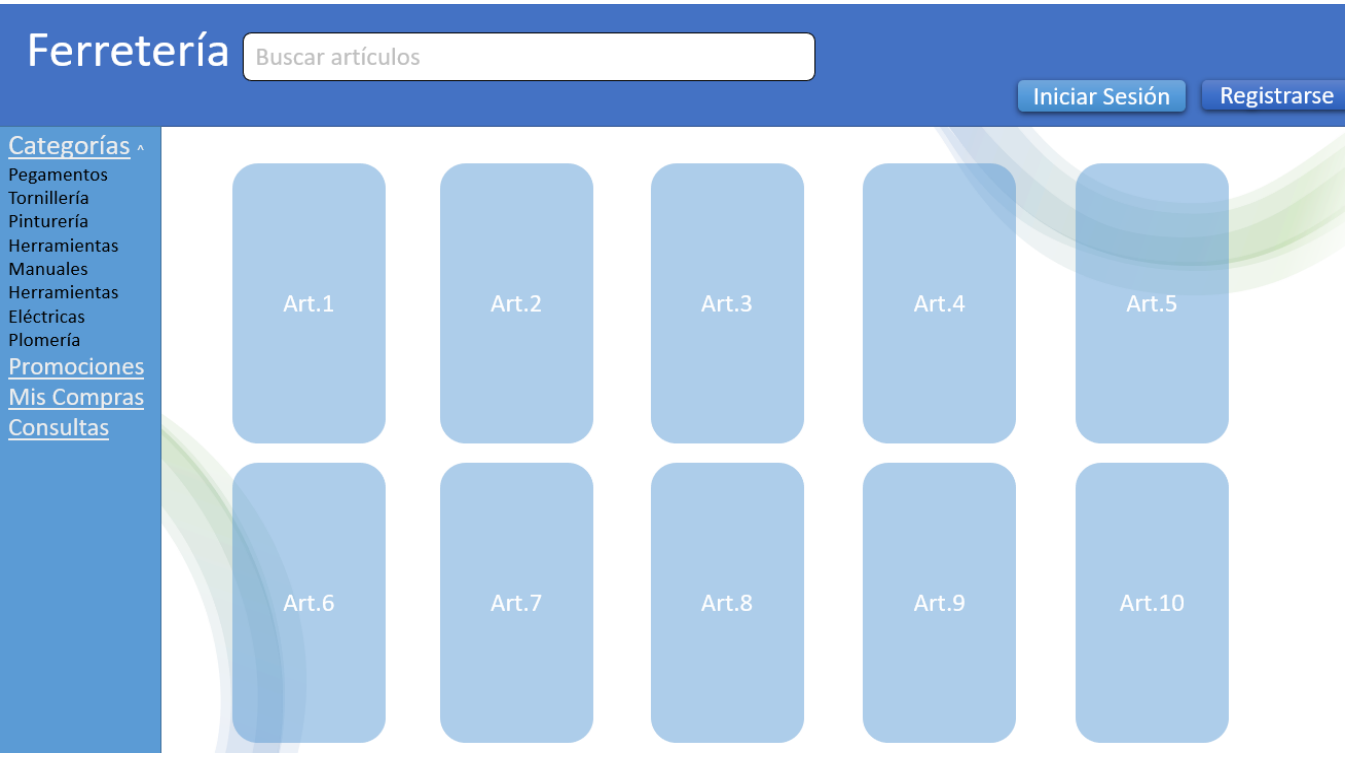 Ferretería
Buscar artículos
Iniciar Sesión
Registrarse
Categorías ^
Pegamentos
Tornillería
Pinturería
Herramientas
Manuales
Herramientas
Eléctricas
Plomería
Promociones
Mis Compras
Consultas
Art.1
Art.2
Art.3
Art.4
Art.5
Art.6
Art.7
Art.8
Art.9
Art.10